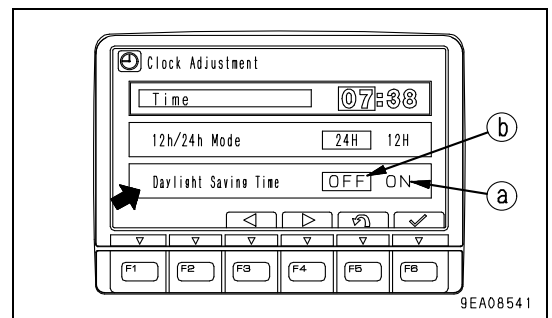 Clock Adjustment
Time 07:38
12h/24h Mode 24H 12H
b
Daylight Saving Time OFF ON
a
F1 F2 F3 F4 F5 F6
9EA08541